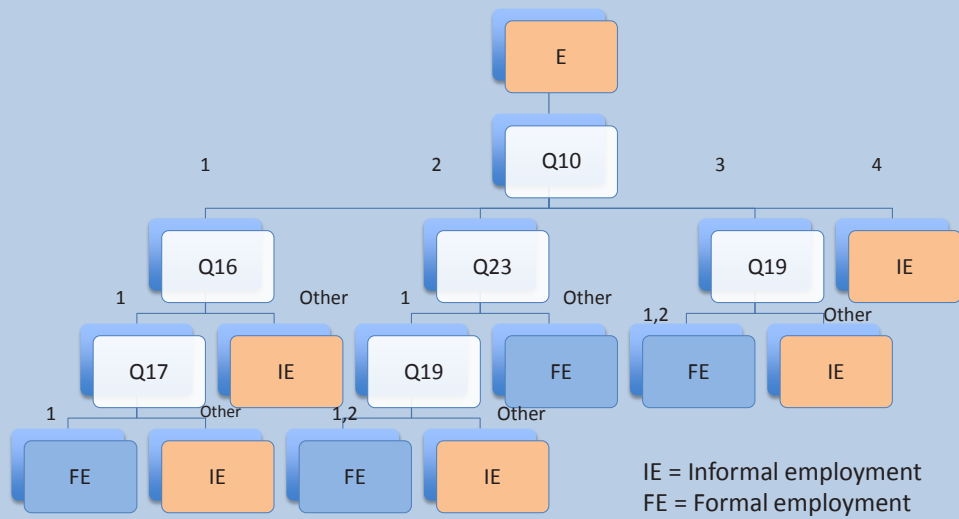 E
Q10
1
2
3
4
Q16
Q23
Q19
IE
1
Other
1
Other
1,2
Other
Q17
IE
Q19
FE
FE
IE
1
Other
1,2
Other
FE
IE
FE
IE
IE = Informal employment
FE = Formal employment